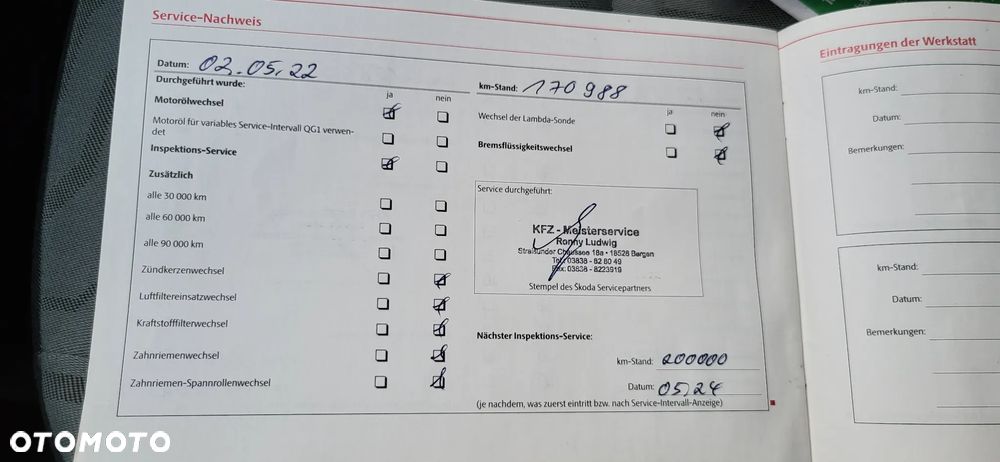 Service-Nachweis
Datum: 02.05.22
Durchgeführt wurde:
ja nein
Motorölwechsel
Motoröl für variables Service-Intervall QG1 verwen-
det
Inspektions-Service
Zusätzlich
alle 30 000 km
alle 60 000 km
alle 90 000 km
Zündkerzenwechsel
Luftfiltereinsatzwechsel
Kraftstofffilterwechsel
Zahnriemenwechsel
Zahnriemen-Spannrollenwechsel
km-Stand: 170 988
ja nein
Wechsel der Lambda-Sonde
Bremsflüssigkeitswechsel
Service durchgeführt:
KFZ - Meisterservice
Ronny Ludwig
Stralsunder Chaussee 18a · 18528 Bergen
Tel.: 03838 - 82 80 49
Fax: 03838 - 8223919
Stempel des Škoda Servicepartners
Nächster Inspektions-Service:
km-Stand: 200000
Datum: 05,24
(je nachdem, was zuerst eintritt bzw. nach Service-Intervall-Anzeige)
Eintragungen der Werkstatt
km-Stand:
Datum:
Bemerkungen:
km-Stand:
Datum:
Bemerkungen:
OTOMOTO